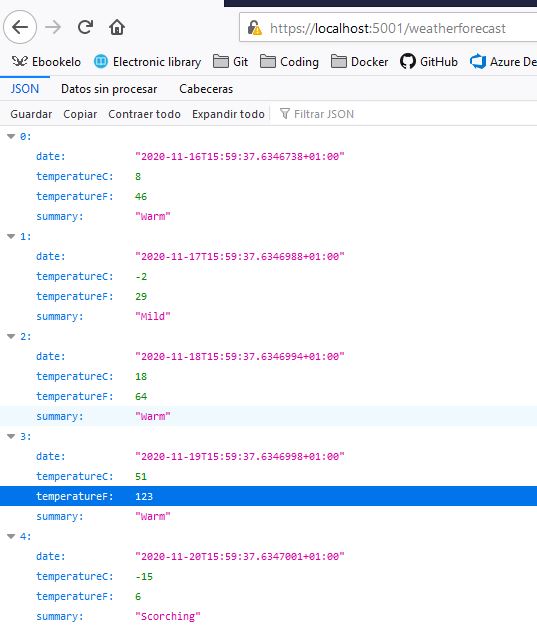 https://localhost:5001/weatherforecast
Ebookelo Electronic library Git Coding Docker GitHub Azure De
JSON Datos sin procesar Cabeceras
Guardar Copiar Contraer todo Expandir todo Filtrar JSON
0:
date: "2020-11-16T15:59:37.6346738+01:00"
temperatureC: 8
temperatureF: 46
summary: "Warm"
1:
date: "2020-11-17T15:59:37.6346988+01:00"
temperatureC: -2
temperatureF: 29
summary: "Mild"
2:
date: "2020-11-18T15:59:37.6346994+01:00"
temperatureC: 18
temperatureF: 64
summary: "Warm"
3:
date: "2020-11-19T15:59:37.6346998+01:00"
temperatureC: 51
temperatureF: 123
summary: "Warm"
4:
date: "2020-11-20T15:59:37.6347001+01:00"
temperatureC: -15
temperatureF: 6
summary: "Scorching"